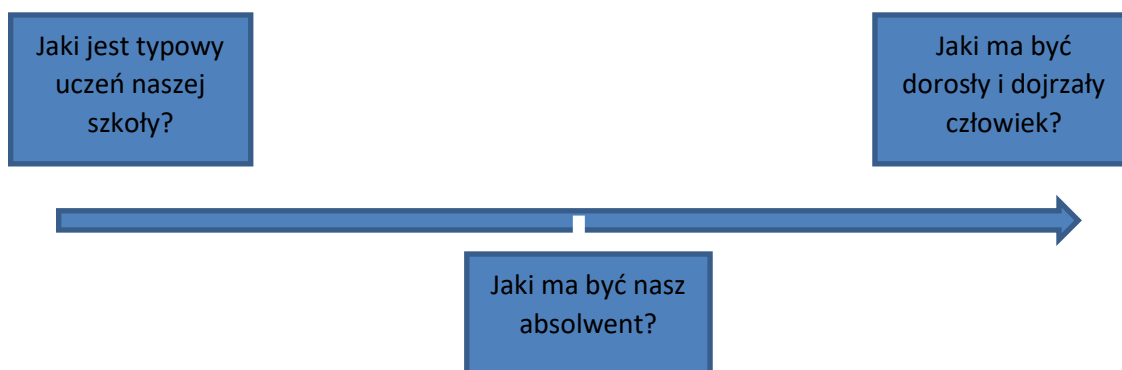 Jaki jest typowy
uczeń naszej
szkoły?
Jaki ma być
dorosły i dojrzały
człowiek?
Jaki ma być nasz
absolwent?